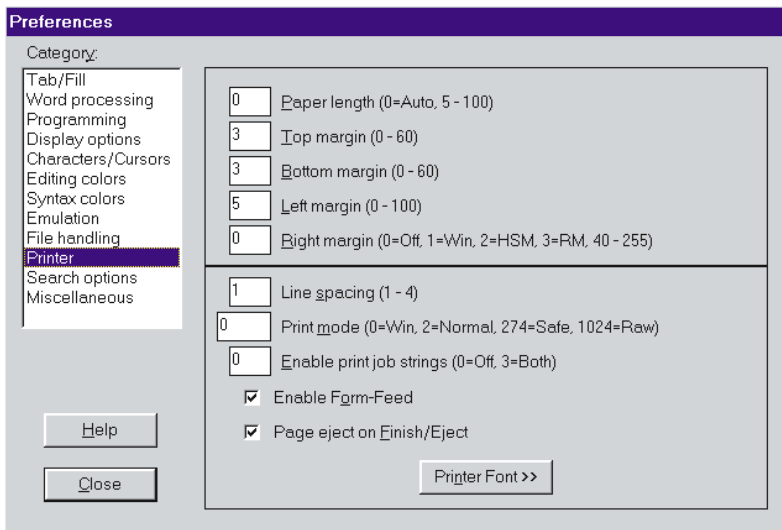 Preferences
Category:
Tab/Fill
Word processing
Programming
Display options
Characters/Cursors
Editing colors
Syntax colors
Emulation
File handling
Printer
Search options
Miscellaneous
Help
Close
0 Paper length (0=Auto, 5 - 100)
3 Top margin (0 - 60)
3 Bottom margin (0 - 60)
5 Left margin (0 - 100)
0 Right margin (0=Off, 1=Win, 2=HSM, 3=RM, 40 - 255)
1 Line spacing (1 - 4)
0 Print mode (0=Win, 2=Normal, 274=Safe, 1024=Raw)
0 Enable print job strings (0=Off, 3=Both)
Enable Form-Feed
Page eject on Finish/Eject
Printer Font >>